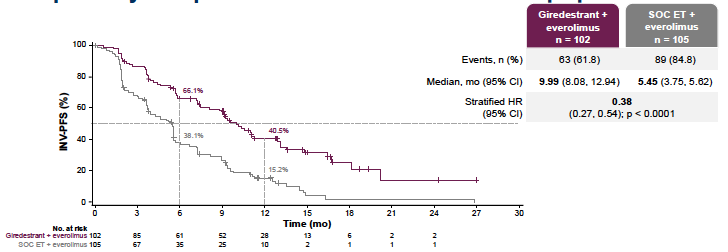 Giredestrant +
everolimus
n = 102
SOC ET +
everolimus
n = 105
Events, n (%) 63 (61.8) 89 (84.8)
Median, mo (95% CI) 9.99 (8.08, 12.94) 5.45 (3.75, 5.62)
Stratified HR
(95% CI)
0.38
(0.27, 0.54); p < 0.0001
INV-PFS (%)
100
80
60
40
20
0
66.1%
40.5%
38.1%
15.2%
0 3 6 9 12 15 18 21 24 27 30
Time (mo)
No. at risk
Giredestrant + everolimus 102 85 61 52 28 13 6 2 2
SOC ET + everolimus 105 67 35 25 10 2 1 1 1